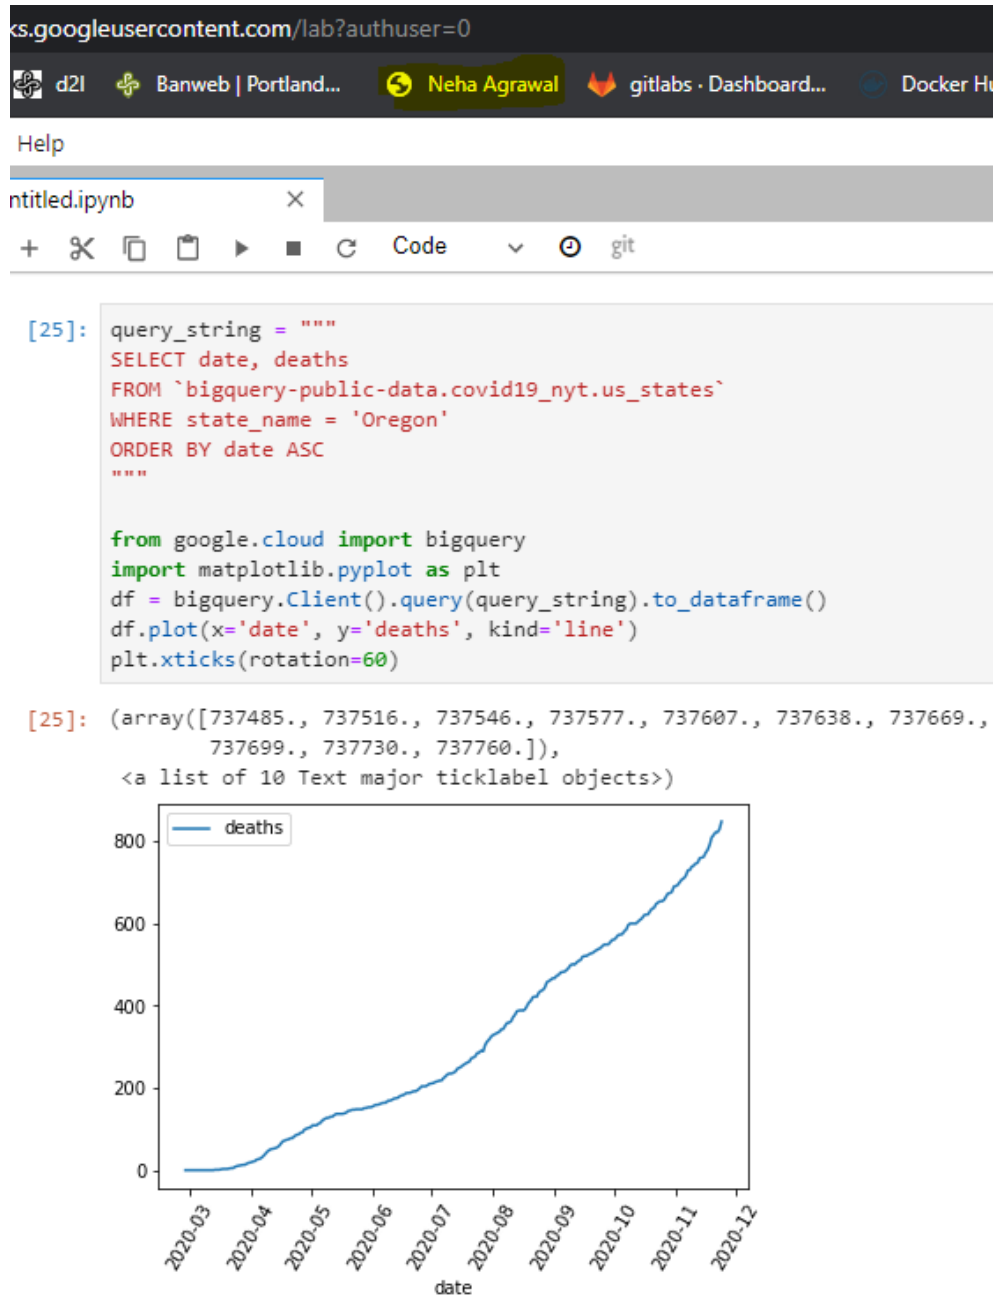 ks.googleusercontent.com/lab?authuser=0
d2l Banweb | Portland... Neha Agrawal gitlabs · Dashboard... Docker Hu
Help
ntitled.ipynb
Code git
[25]: query_string = """
SELECT date, deaths
FROM `bigquery-public-data.covid19_nyt.us_states`
WHERE state_name = 'Oregon'
ORDER BY date ASC
"""
from google.cloud import bigquery
import matplotlib.pyplot as plt
df = bigquery.Client().query(query_string).to_dataframe()
df.plot(x='date', y='deaths', kind='line')
plt.xticks(rotation=60)
[25]: (array([737485., 737516., 737546., 737577., 737607., 737638., 737669.,
737699., 737730., 737760.]),
<a list of 10 Text major ticklabel objects>)
deaths
800
600
400
200
0
2020-03 2020-04 2020-05 2020-06 2020-07 2020-08 2020-09 2020-10 2020-11 2020-12
date